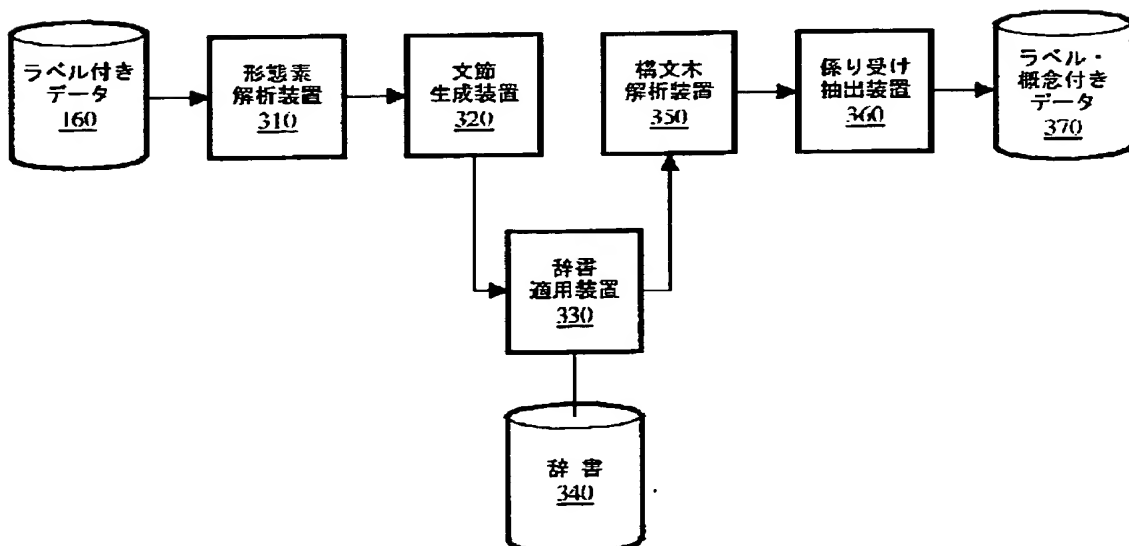 ラベル付き
データ
160
形態素
解析装置
310
文節
生成装置
320
構文木
解析装置
350
係り受け
抽出装置
360
ラベル・
概念付き
データ
370
辞書
適用装置
330
辞書
340